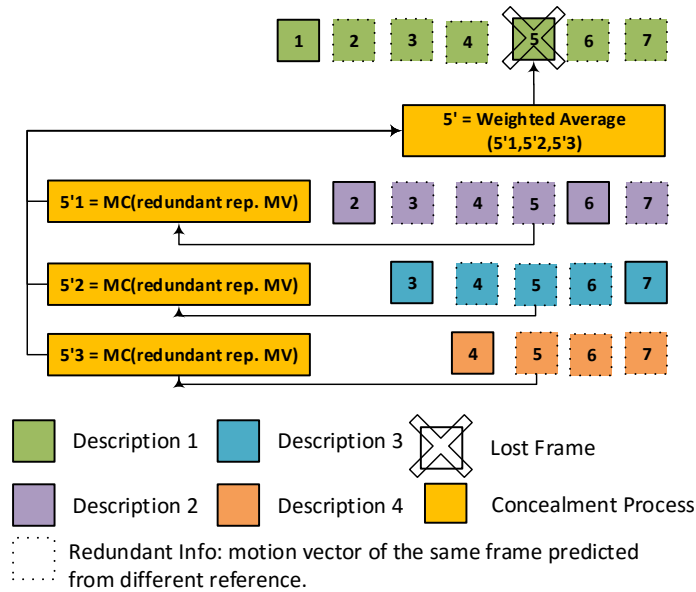 1 2 3 4 5 6 7
5' = Weighted Average
(5'1,5'2,5'3)
5'1 = MC(redundant rep. MV) 2 3 4 5 6 7
5'2 = MC(redundant rep. MV) 3 4 5 6 7
5'3 = MC(redundant rep. MV) 4 5 6 7
Description 1 Description 3 Lost Frame
Description 2 Description 4 Concealment Process
Redundant Info: motion vector of the same frame predicted
from different reference.